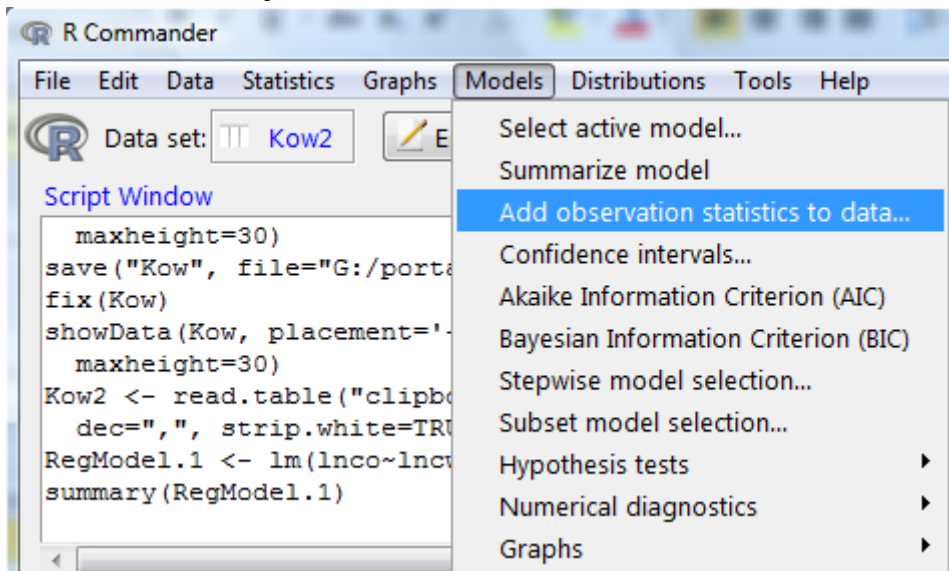 R Commander
File Edit Data Statistics Graphs Models Distributions Tools Help
R Data set: Kow2 E
Script Window
maxheight=30)
save("Kow", file="G:/porta
fix(Kow)
showData(Kow, placement='-
maxheight=30)
Kow2 <- read.table("clipbo
dec=",", strip.white=TRU
RegModel.1 <- lm(lnco~lncw
summary(RegModel.1)
Select active model...
Summarize model
Add observation statistics to data...
Confidence intervals...
Akaike Information Criterion (AIC)
Bayesian Information Criterion (BIC)
Stepwise model selection...
Subset model selection...
Hypothesis tests
Numerical diagnostics
Graphs